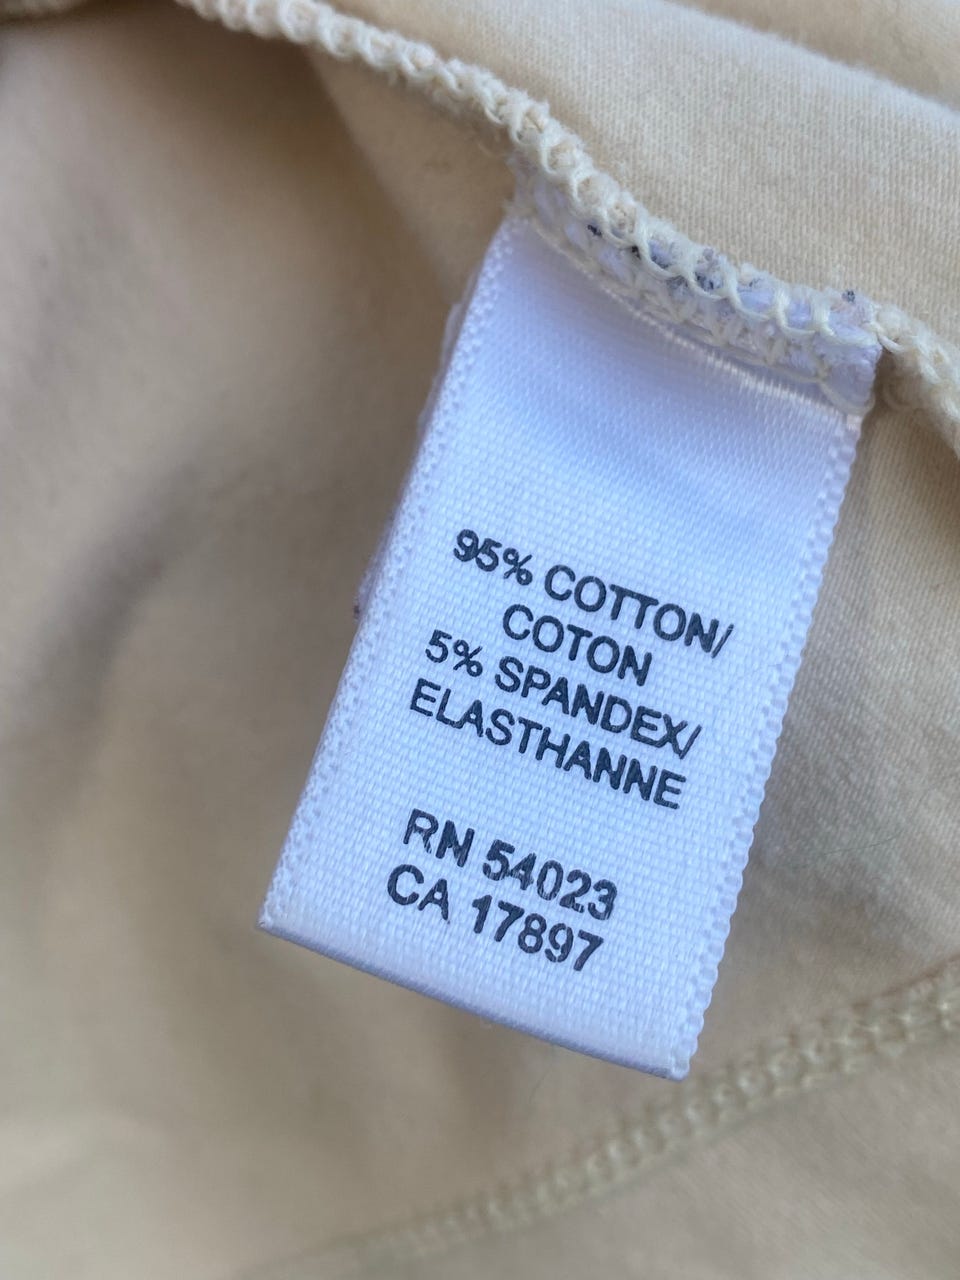 95% COTTON/
COTON
5% SPANDEX/
ELASTHANNE
RN 54023
CA 17897